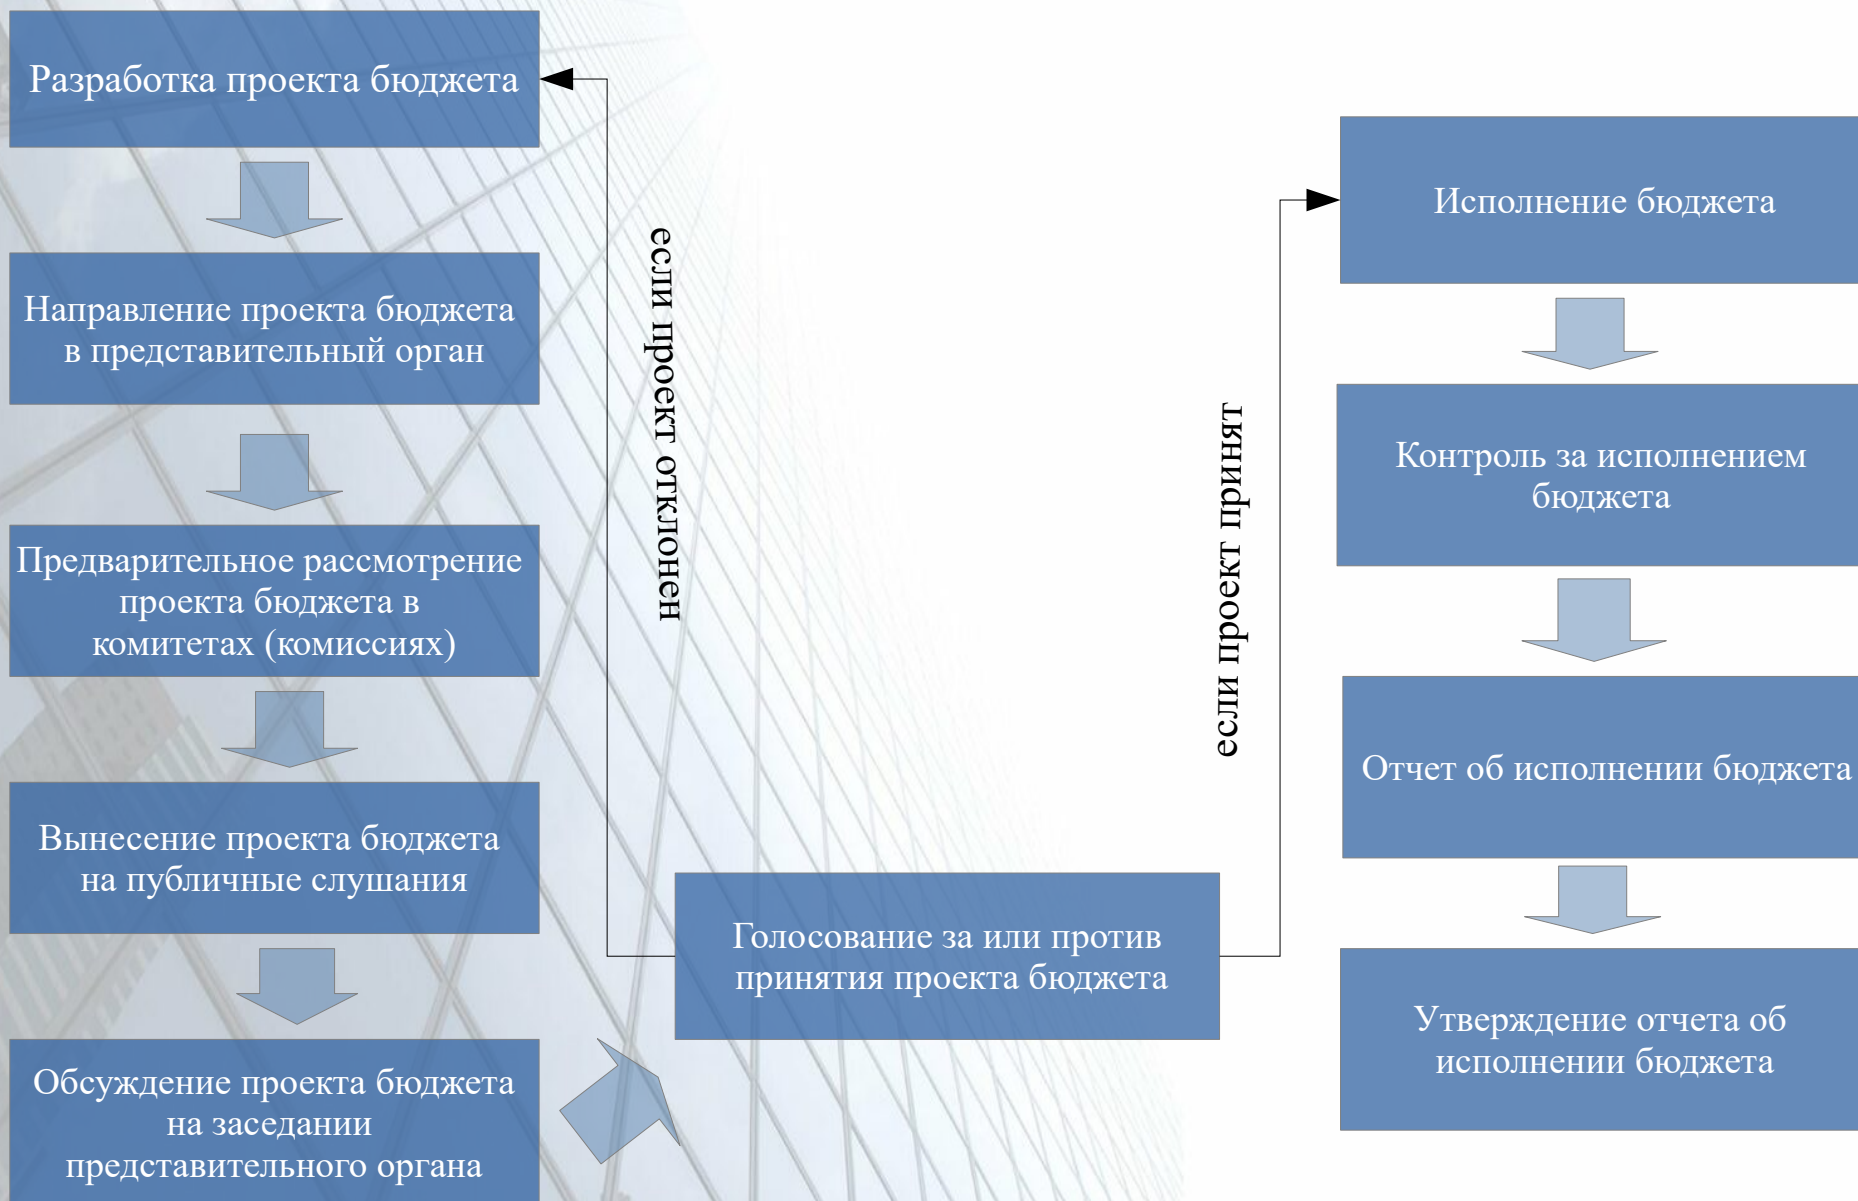 Разработка проекта бюджета
Направление проекта бюджета
в представительный орган
Предварительное рассмотрение
проекта бюджета в
комитетах (комиссиях)
Вынесение проекта бюджета
на публичные слушания
Обсуждение проекта бюджета
на заседании
представительного органа
если проект отклонен
Голосование за или против
принятия проекта бюджета
если проект принят
Исполнение бюджета
Контроль за исполнением
бюджета
Отчет об исполнении бюджета
Утверждение отчета об
исполнении бюджета